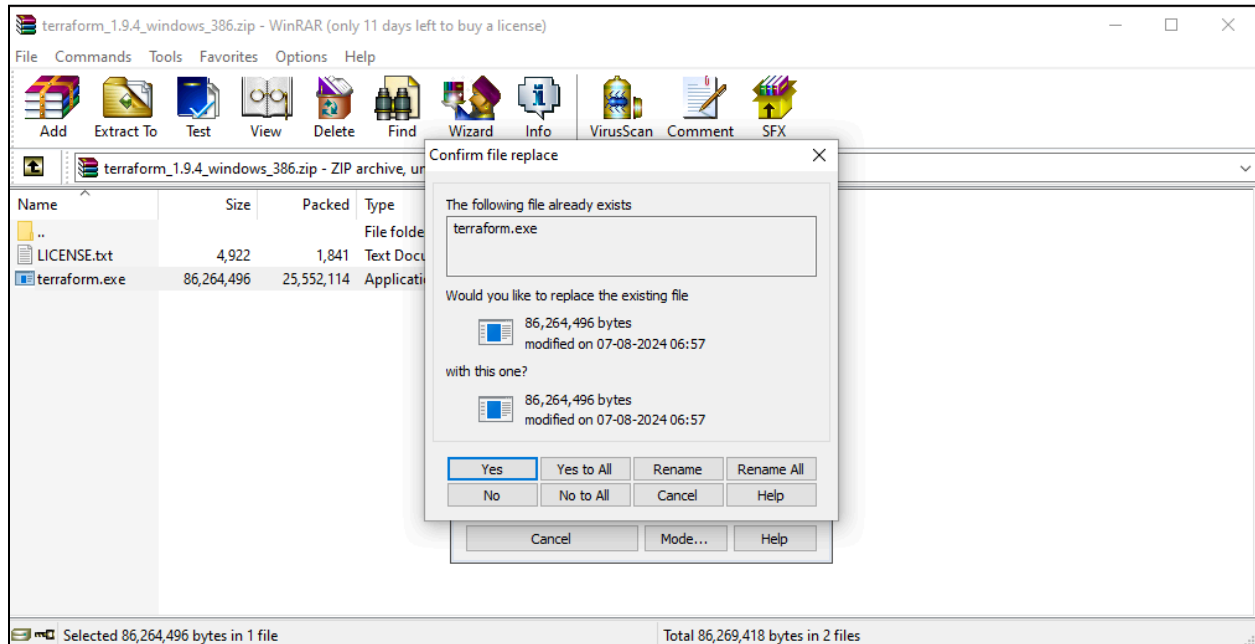 terraform_1.9.4_windows_386.zip - WinRAR (only 11 days left to buy a license)
File Commands Tools Favorites Options Help
Add Extract To Test View Delete Find Wizard Info VirusScan Comment SFX
terraform_1.9.4_windows_386.zip - ZIP archive, un
Name Size Packed Type
.. File folde
LICENSE.txt 4,922 1,841 Text Docu
terraform.exe 86,264,496 25,552,114 Applicati
Confirm file replace
The following file already exists
terraform.exe
Would you like to replace the existing file
86,264,496 bytes
modified on 07-08-2024 06:57
with this one?
86,264,496 bytes
modified on 07-08-2024 06:57
Yes Yes to All Rename Rename All
No No to All Cancel Help
Cancel Mode... Help
Selected 86,264,496 bytes in 1 file Total 86,269,418 bytes in 2 files